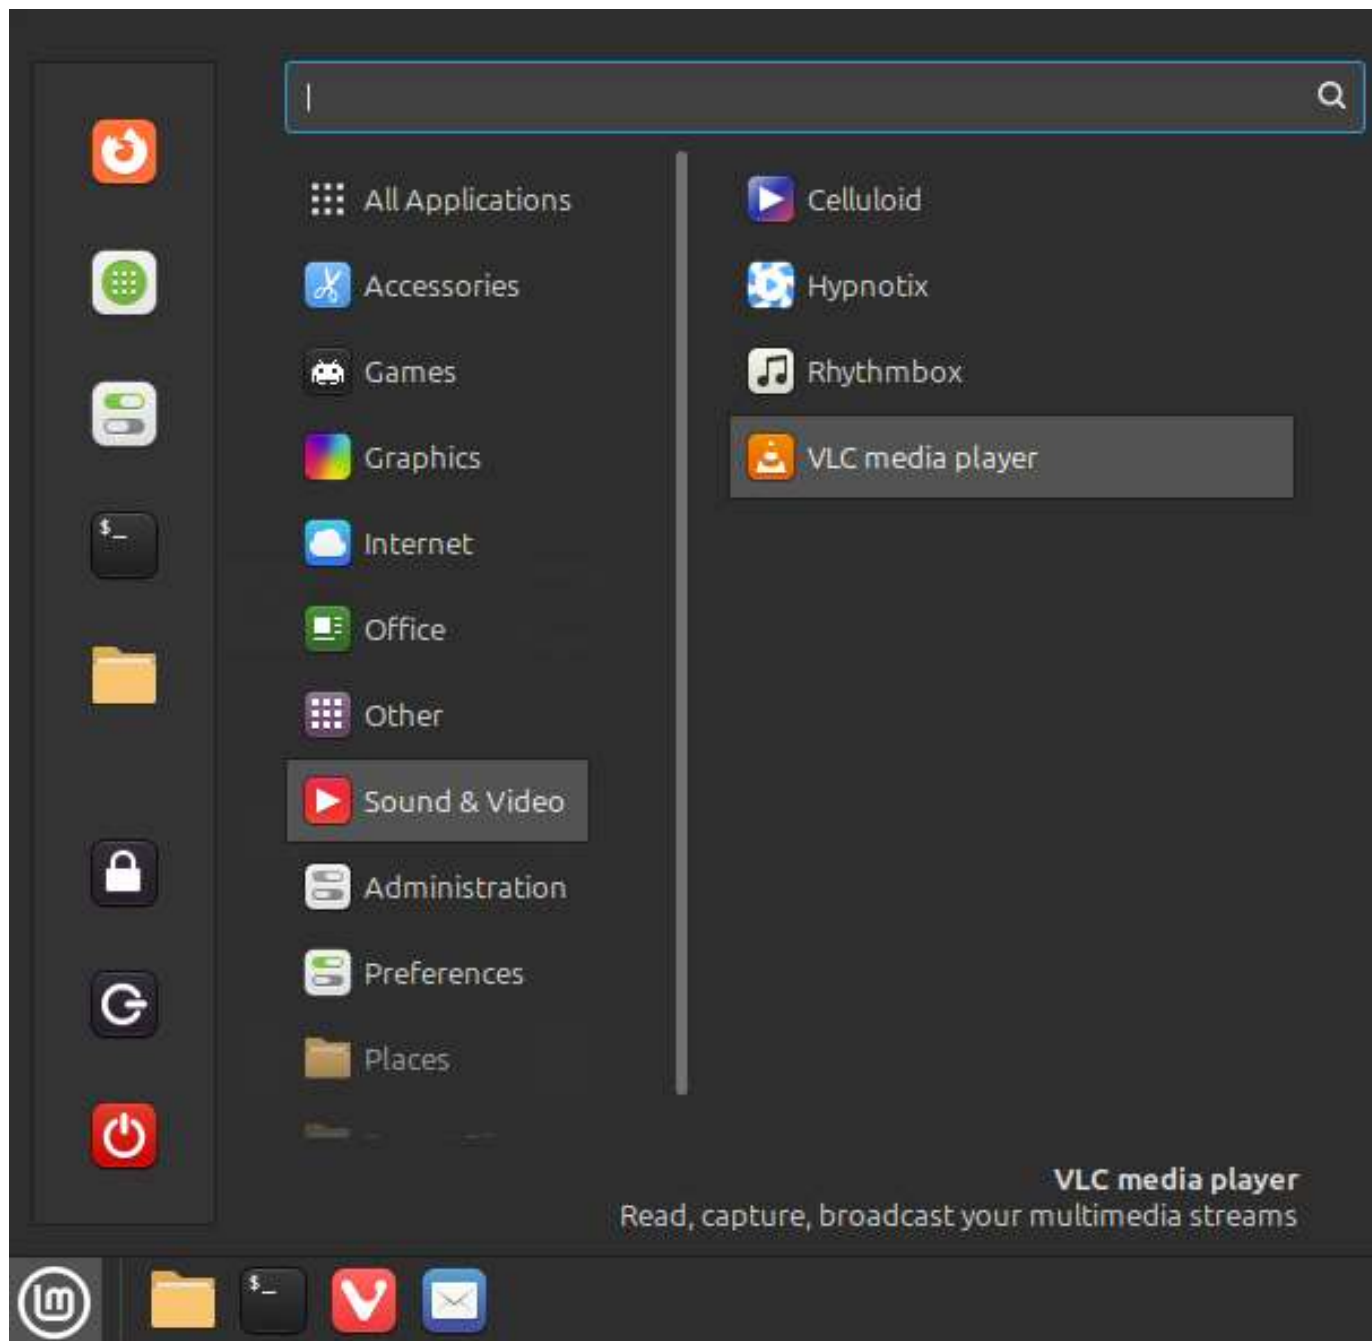 All Applications
Accessories
Games
Graphics
Internet
Office
Other
Sound & Video
Administration
Preferences
Places
Celluloid
Hypnotix
Rhythmbox
VLC media player
VLC media player
Read, capture, broadcast your multimedia streams
$_
$_